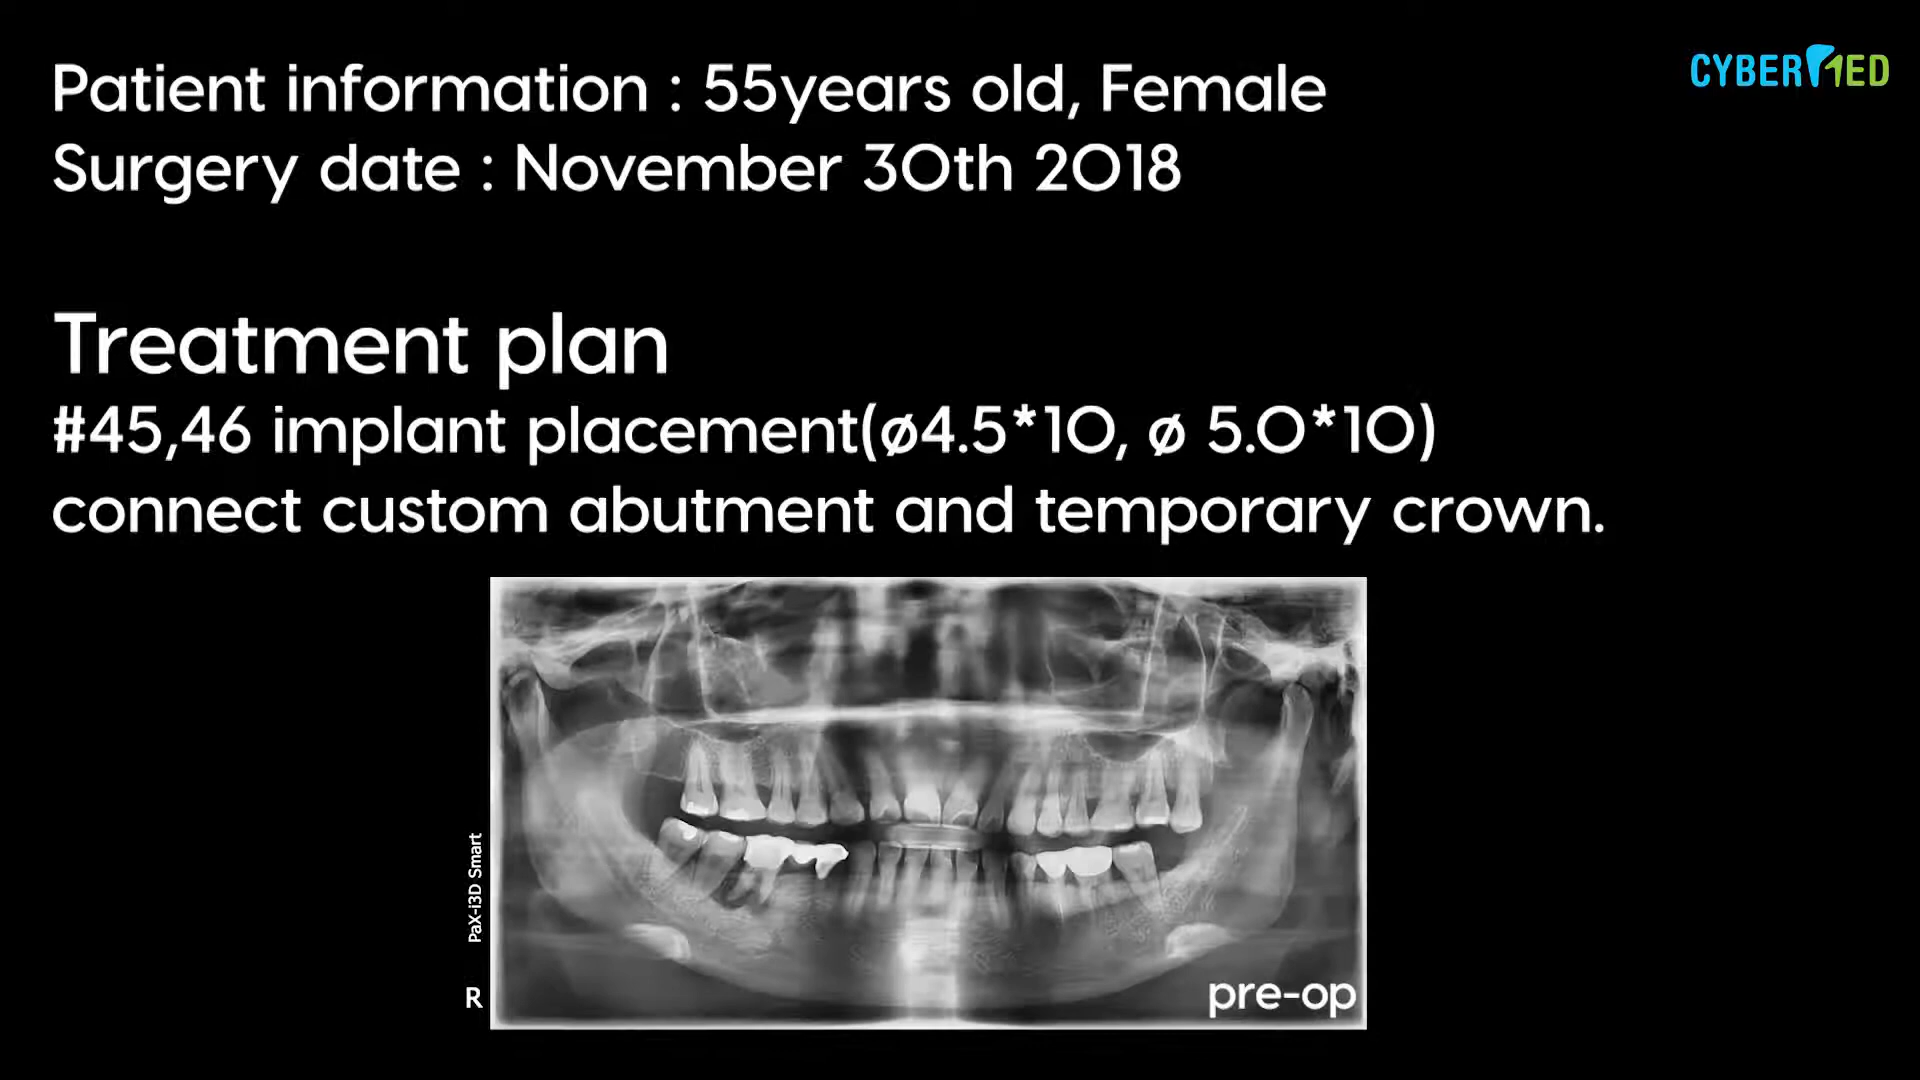 Patient information : 55years old, Female
CYBERMED
Surgery date : November 30th 2018
Treatment plan
#45,46 implant placement(ø4.5*10, ø 5.0*10)
connect custom abutment and temporary crown.
PaX-i3D Smart
R
pre-op